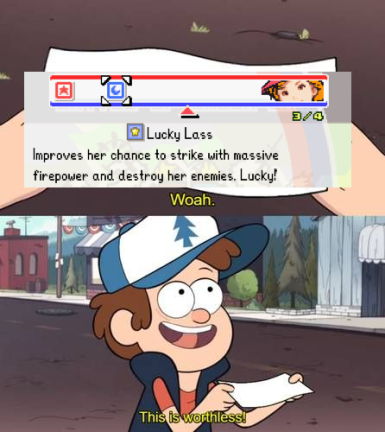 3/4
Lucky Lass
Improves her chance to strike with massive
firepower and destroy her enemies. Lucky!
Woah.
This is worthless!